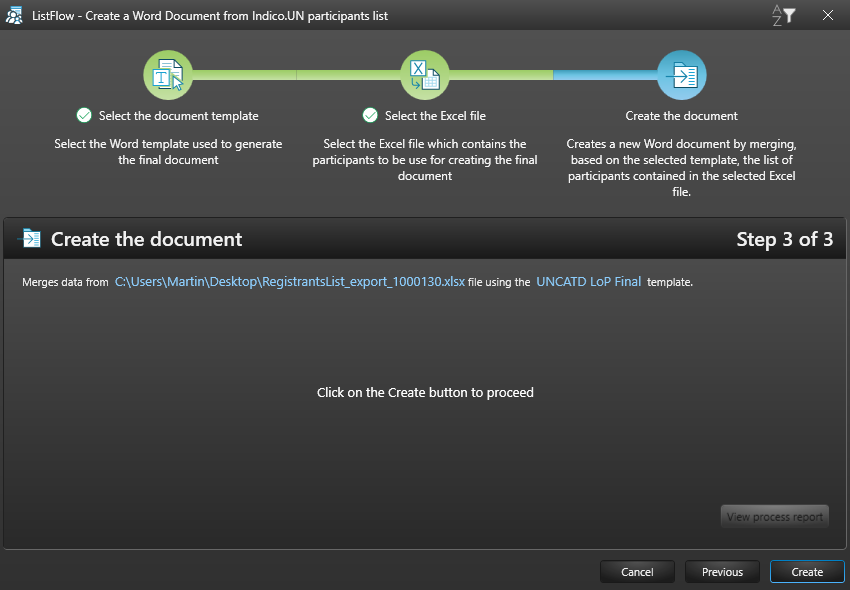 ListFlow - Create a Word Document from Indico.UN participants list
A
Z
Select the document template
Select the Word template used to generate
the final document
Select the Excel file
Select the Excel file which contains the
participants to be use for creating the final
document
Create the document
Creates a new Word document by merging,
based on the selected template, the list of
participants contained in the selected Excel
file.
Create the document
Step 3 of 3
Merges data from C:\Users\Martin\Desktop\RegistrantsList_export_1000130.xlsx file using the UNCATD LoP Final template.
Click on the Create button to proceed
View process report
Cancel
Previous
Create